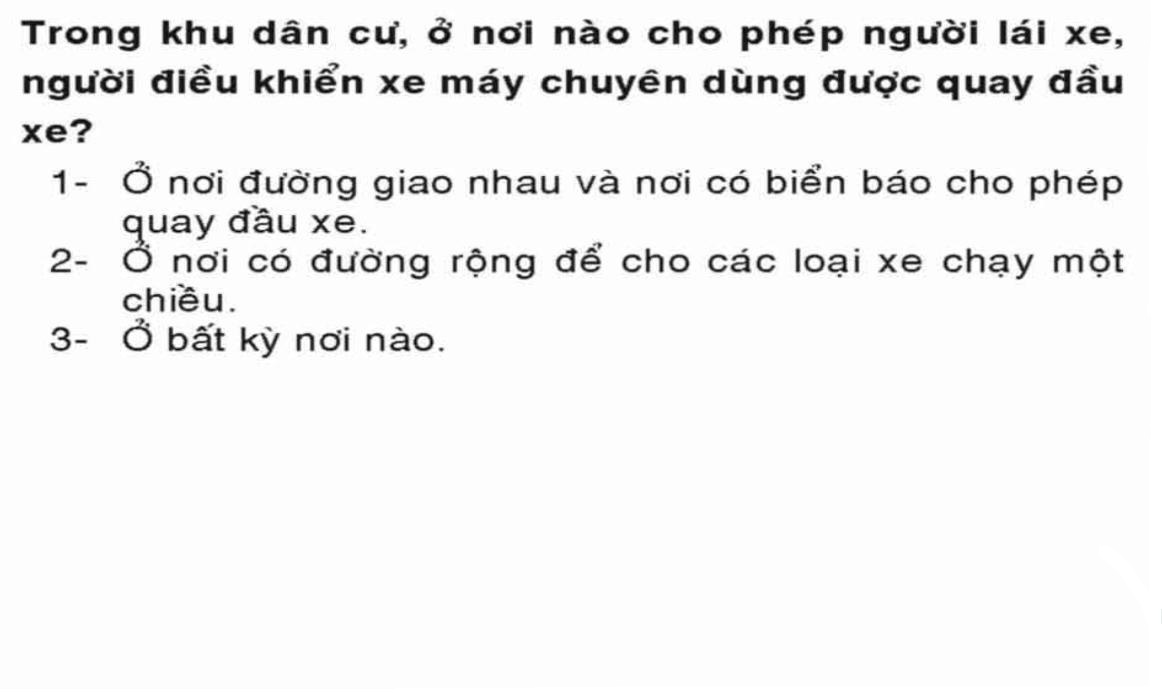 Trong khu dân cư, ở nơi nào cho phép người lái xe,
người điều khiển xe máy chuyên dùng được quay đầu
xe?
1- Ở nơi đường giao nhau và nơi có biển báo cho phép
quay đầu xe.
2- Ở nơi có đường rộng để cho các loại xe chạy một
chiều.
3- Ở bất kỳ nơi nào.